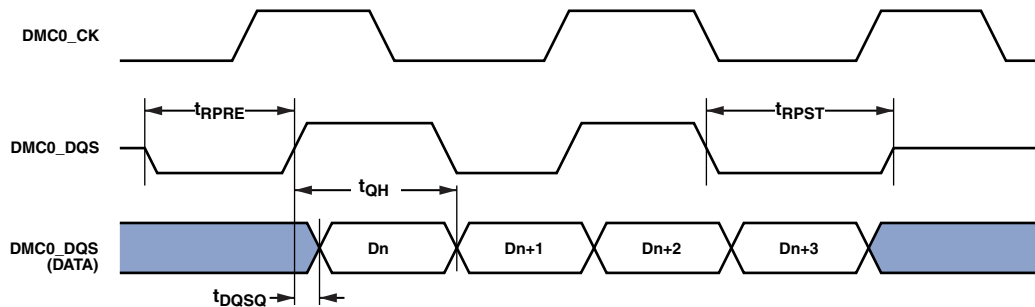 DMC0_CK
tRPRE
tRPST
DMC0_DQS
tQH
DMC0_DQS
(DATA)
Dn
Dn+1
Dn+2
Dn+3
tDQSQ